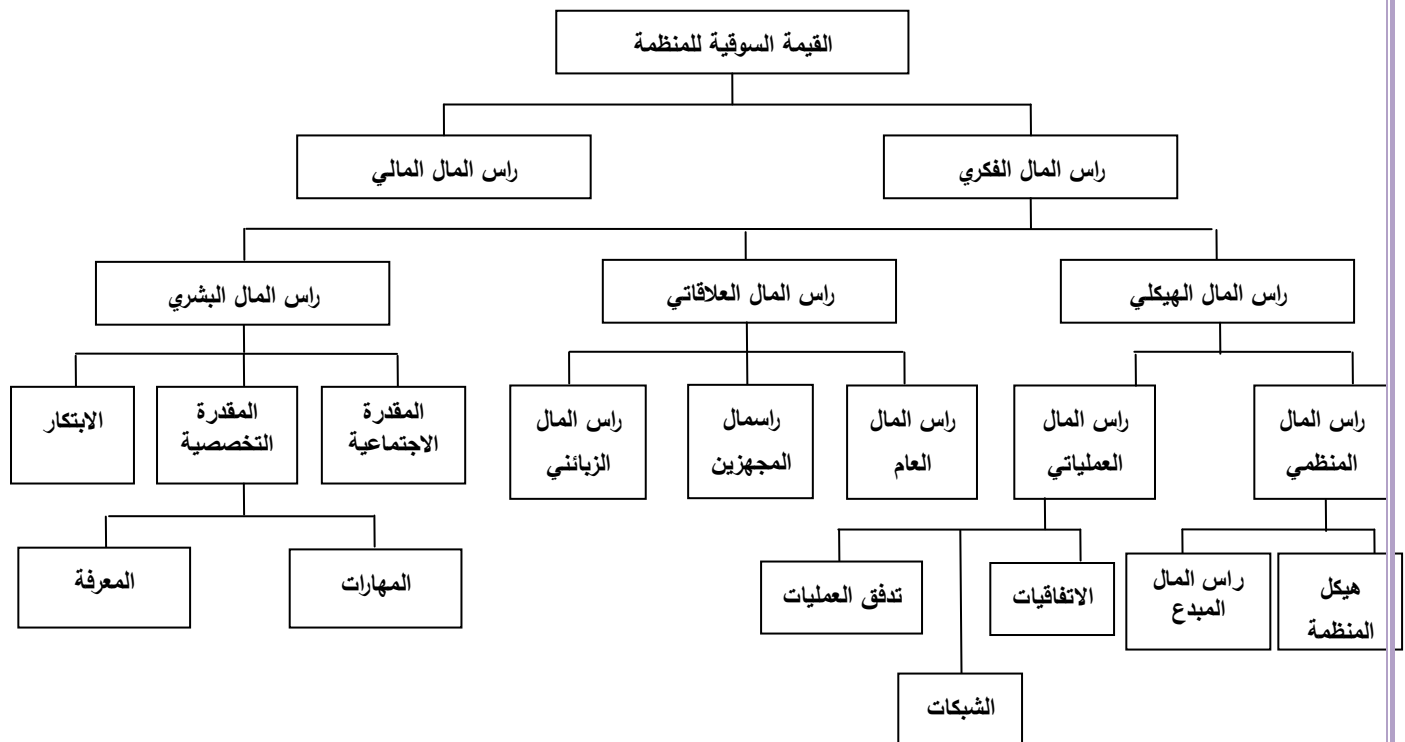 القيمة السوقية للمنظمة
راس المال الفكري
راس المال المالي
راس المال الهيكلي
راس المال العلاقاتي
راس المال البشري
راس المال
المنظمي
راس المال
العملياتي
راس المال
العام
راسمال
المجهزين
راس المال
الزبائني
المقدرة
الاجتماعية
المقدرة
التخصصية
الابتكار
هيكل
المنظمة
راس المال
المبدع
الاتفاقيات
تدفق العمليات
المهارات
المعرفة
الشبكات